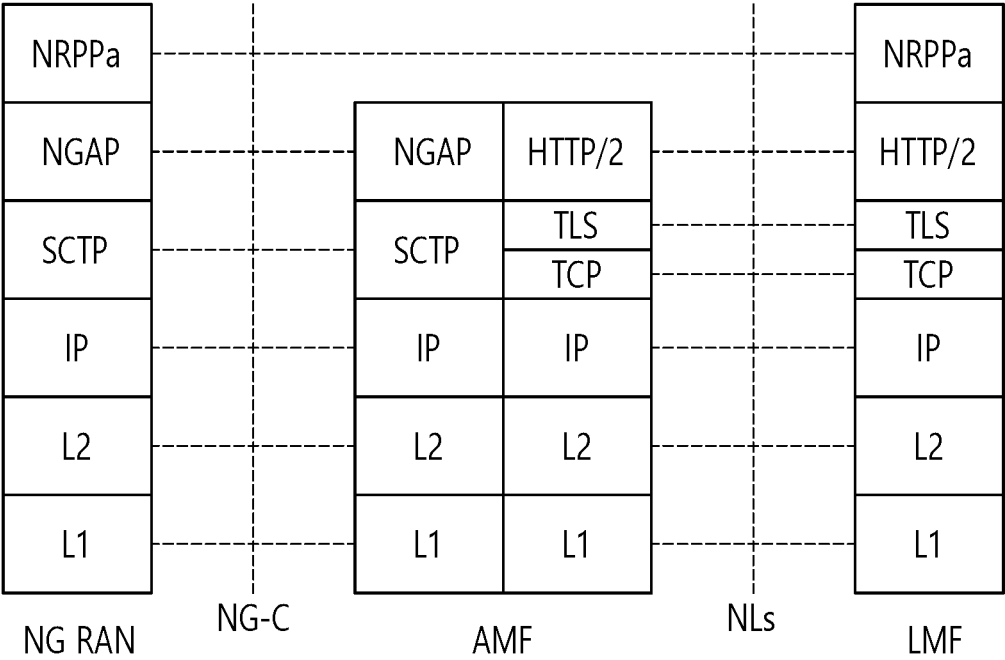 NRPPa NRPPa
NGAP NGAP HTTP/2 HTTP/2
SCTP SCTP TLS TLS
TCP TCP
IP IP IP IP
L2 L2 L2 L2
L1 L1 L1 L1
NG-C NLs
NG RAN AMF LMF